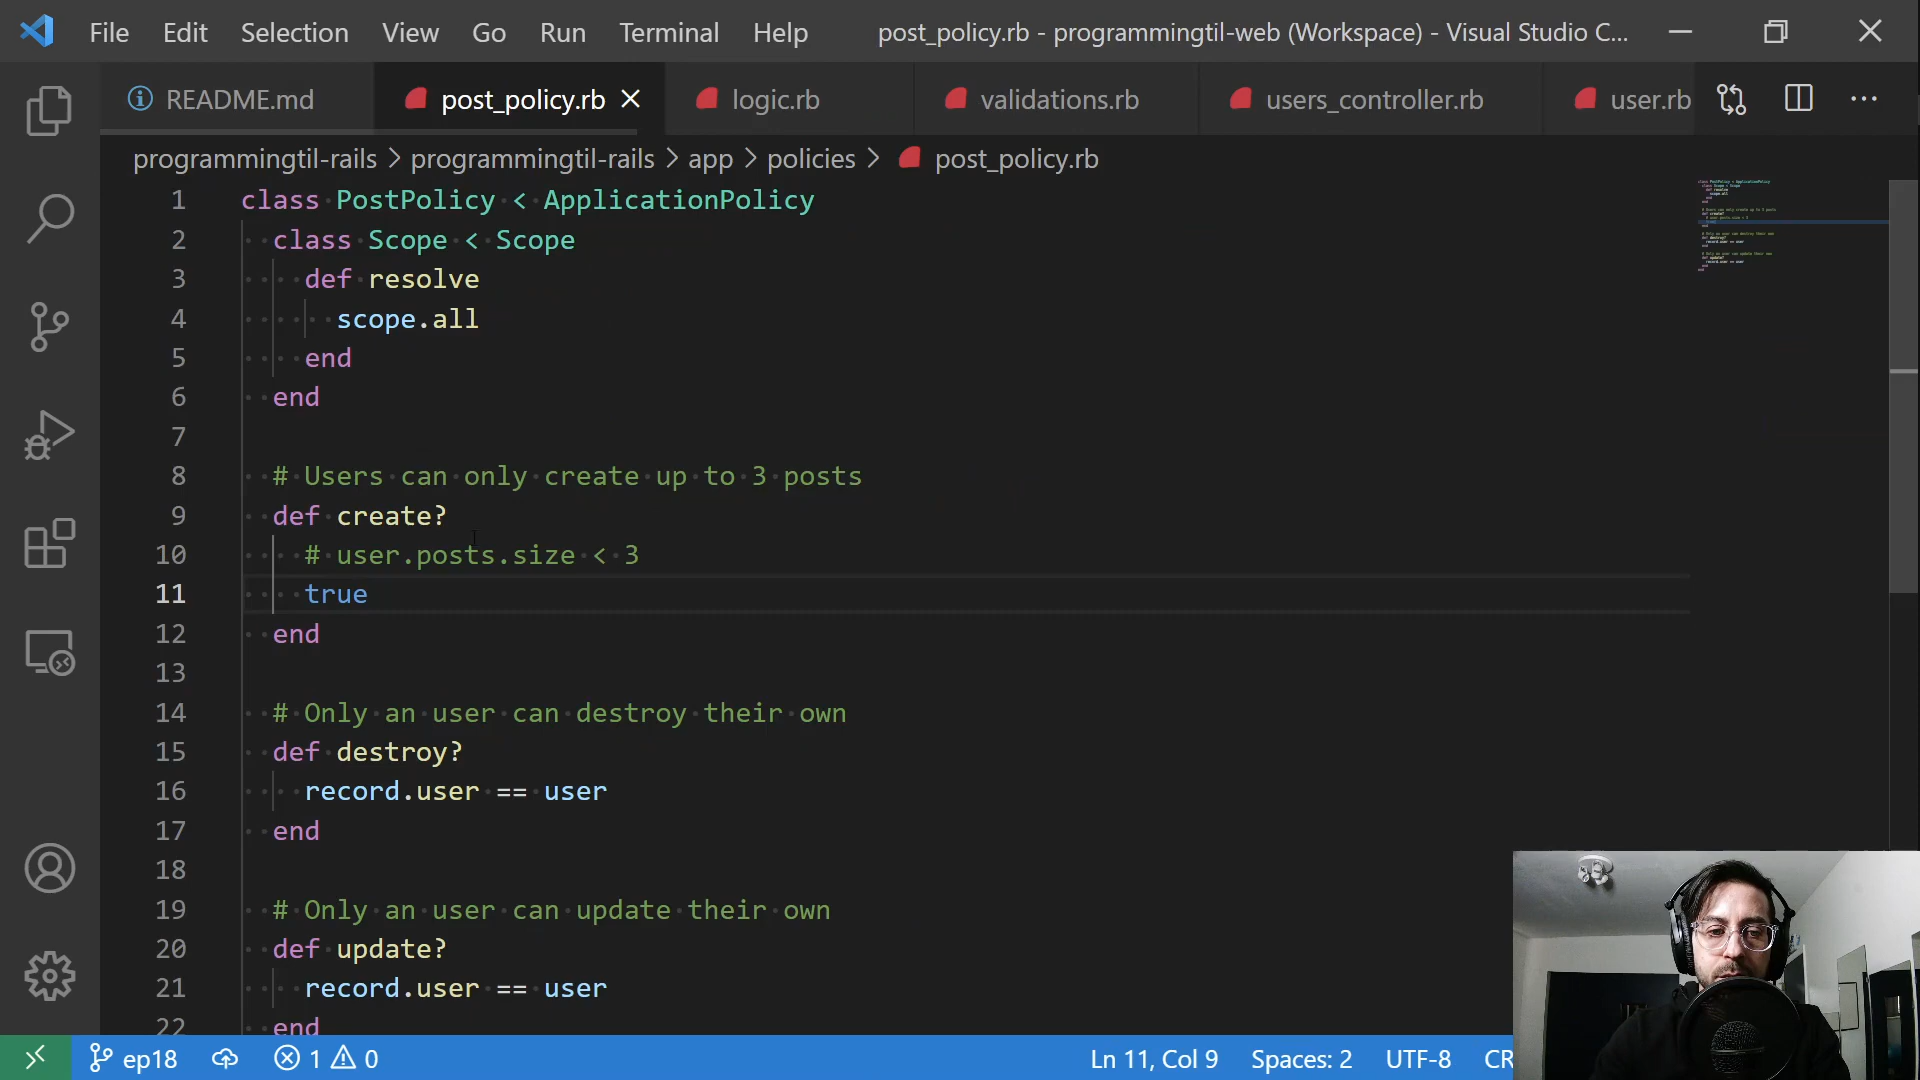 File Edit Selection View Go Run Terminal Help post_policy.rb - programmingtil-web (Workspace) - Visual Studio C...
README.md post_policy.rb logic.rb validations.rb users_controller.rb user.rb
programmingtil-rails > programmingtil-rails > app > policies > post_policy.rb
1 class PostPolicy < ApplicationPolicy
2 class Scope < Scope
3 def resolve
4 scope.all
5 end
6 end
7
8 # Users can only create up to 3 posts
9 def create?
10 # user.posts.size < 3
11 true
12 end
13
14 # Only an user can destroy their own
15 def destroy?
16 record.user == user
17 end
18
19 # Only an user can update their own
20 def update?
21 record.user == user
22 end
ep18 1 0 Ln 11, Col 9 Spaces: 2 UTF-8 CR